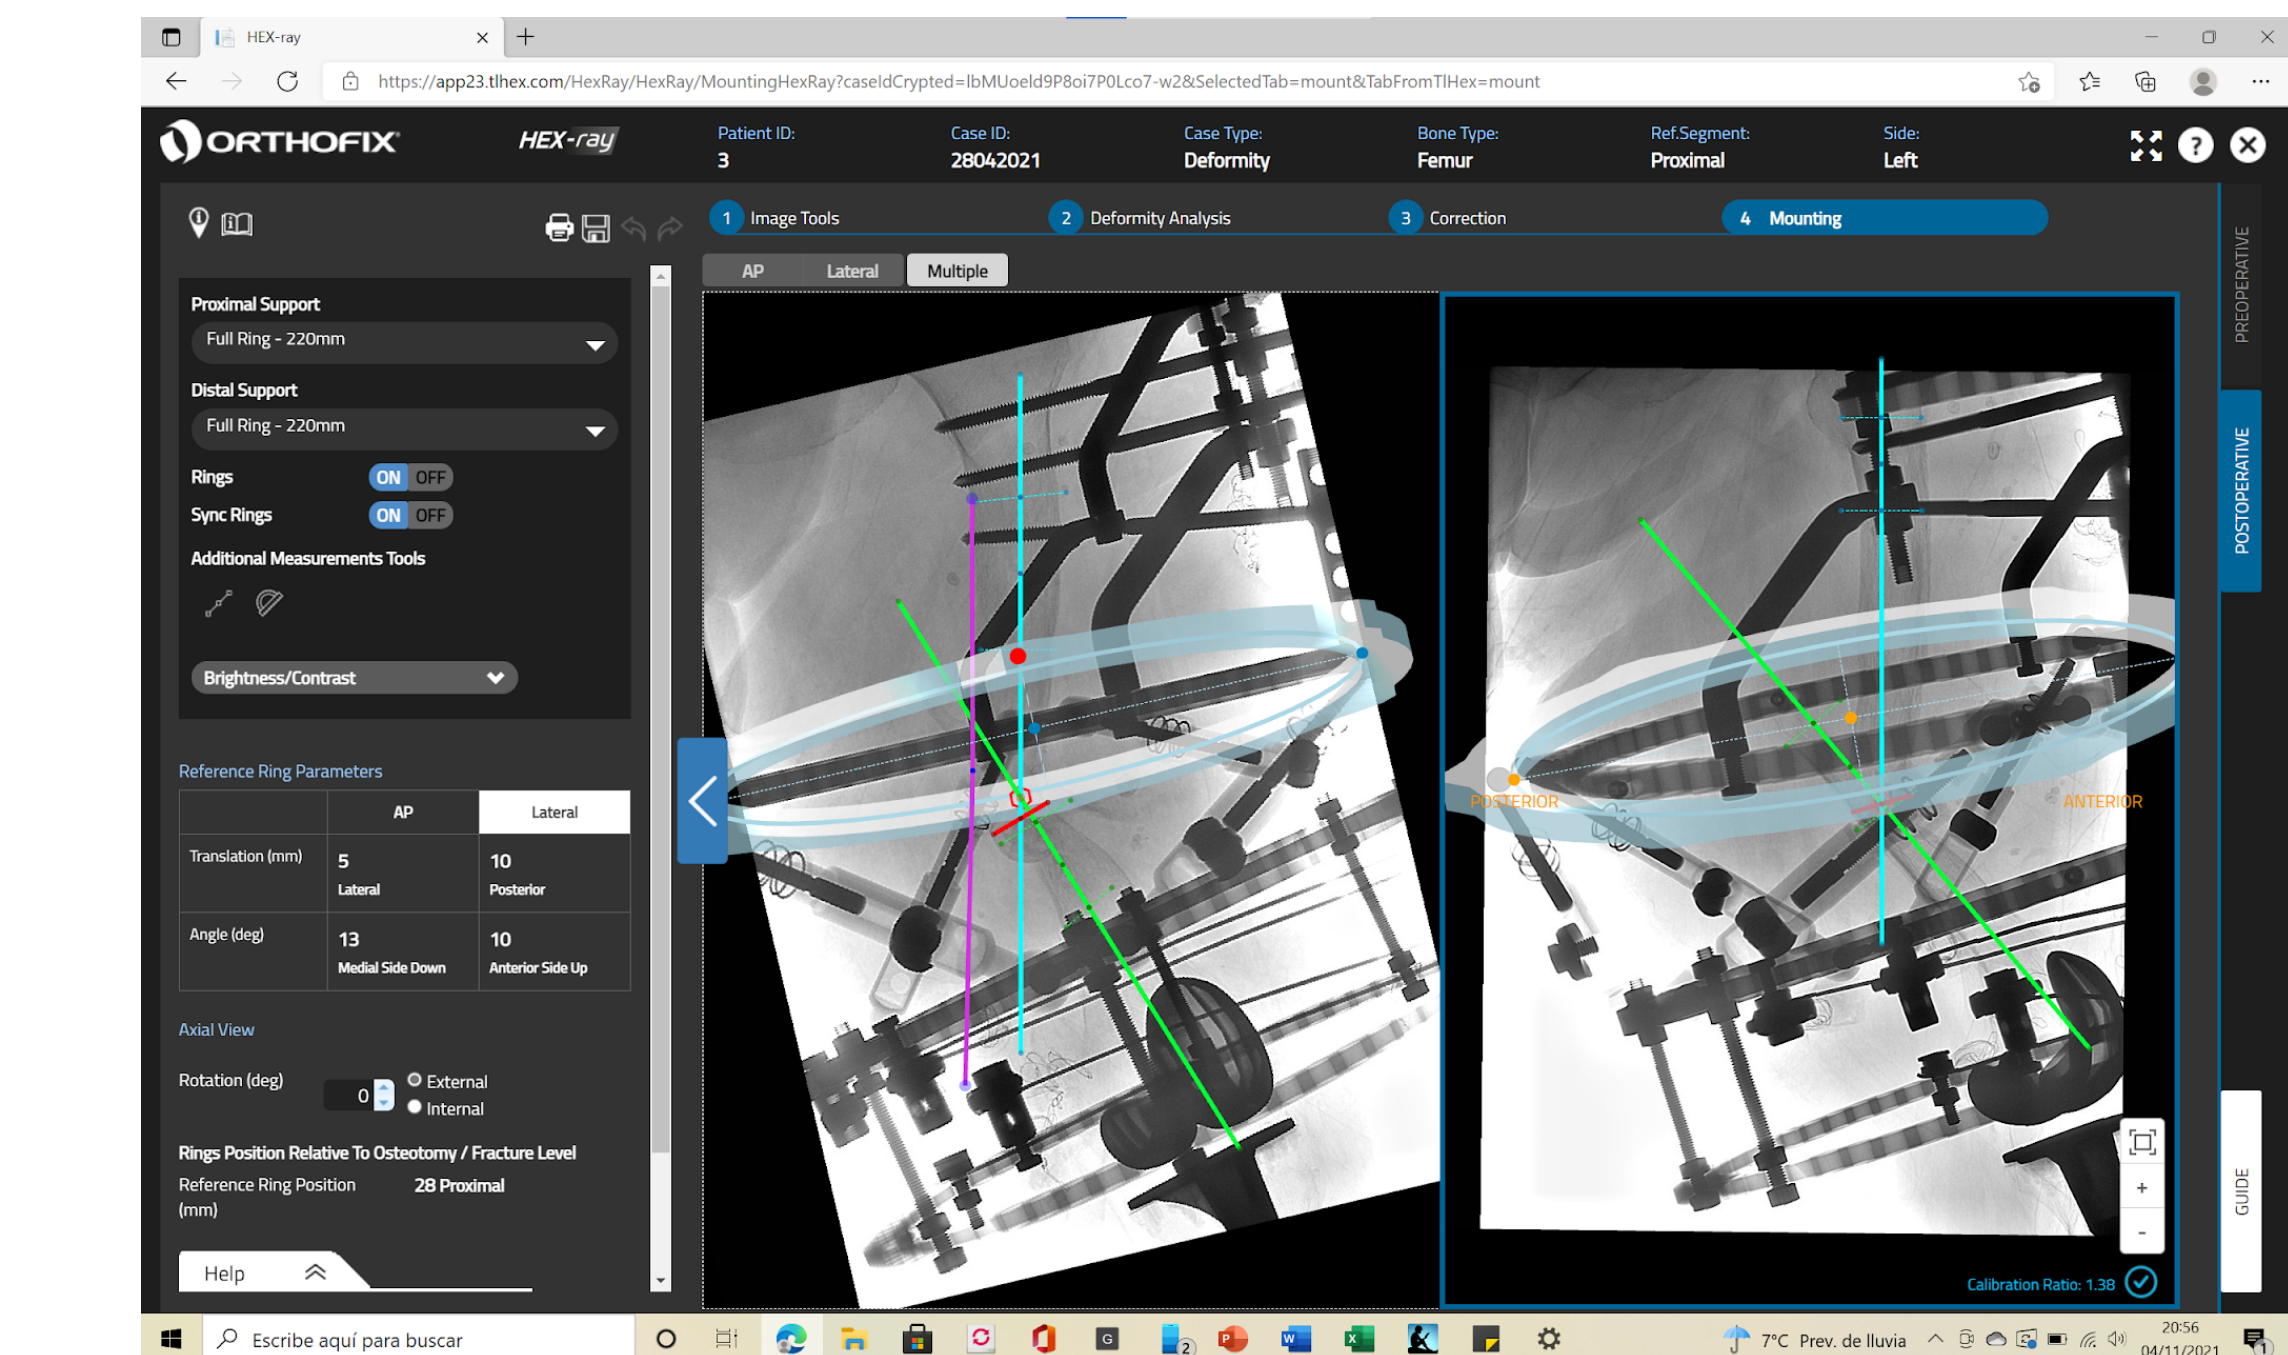 HEX-ray
https://app23.tlhex.com/HexRay/HexRay/MountingHexRay?caseIdCrypted=lbMUoeld9P8oi7P0Lco7-w2&SelectedTab=mount&TabFromTlHex=mount
ORTHOFIX
HEX-ray
Patient ID:
3
Case ID:
28042021
Case Type:
Deformity
Bone Type:
Femur
Ref.Segment:
Proximal
Side:
Left
1 Image Tools
2 Deformity Analysis
3 Correction
4 Mounting
AP Lateral Multiple
PREOPERATIVE
POSTOPERATIVE
GUIDE
Proximal Support
Full Ring - 220mm
Distal Support
Full Ring - 220mm
Rings ON OFF
Sync Rings ON OFF
Additional Measurements Tools
Brightness/Contrast
Reference Ring Parameters
AP Lateral
Translation (mm) 5 10
Lateral Posterior
Angle (deg) 13 10
Medial Side Down Anterior Side Up
Axial View
Rotation (deg) 0 External
Internal
Rings Position Relative To Osteotomy / Fracture Level
Reference Ring Position 28 Proximal
(mm)
Help
POSTERIOR
ANTERIOR
+
-
Calibration Ratio: 1.38
Escribe aquí para buscar
G
2
P
W
X
7°C Prev. de lluvia
20:56
04/11/2021
1